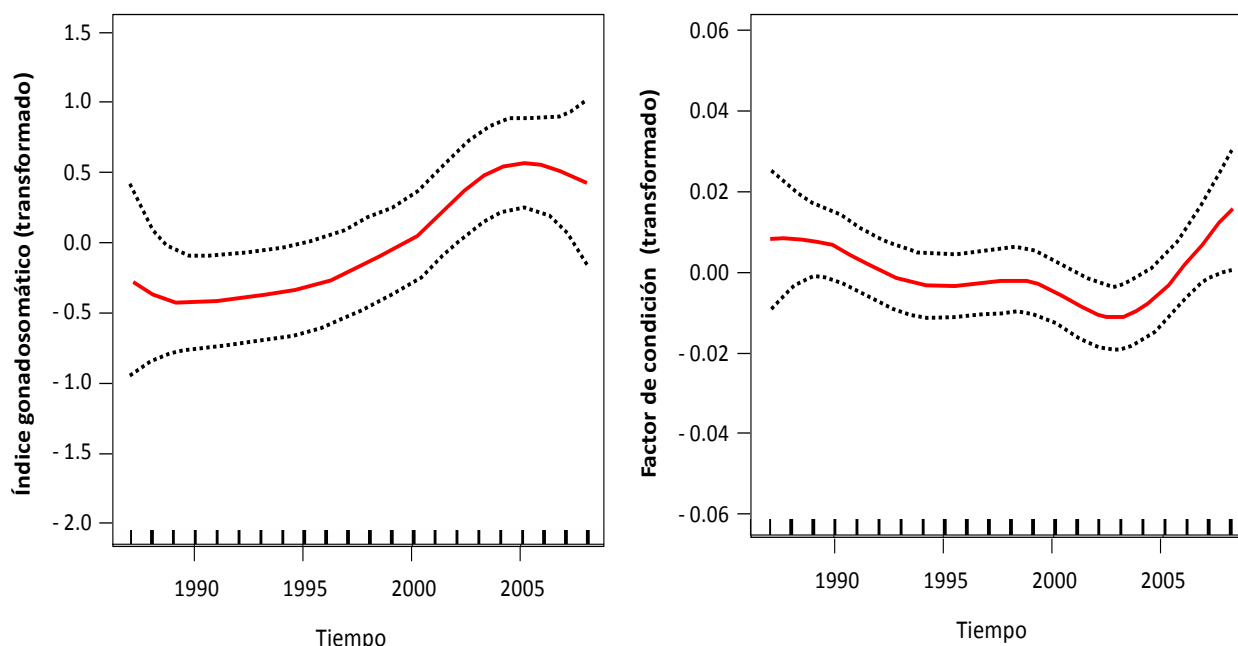 Índice gonadosomático (transformado)
1.5
1.0
0.5
0.0
- 0.5
- 1.0
- 1.5
- 2.0
1990 1995 2000 2005
Tiempo
Factor de condición (transformado)
0.06
0.04
0.02
0.00
- 0.02
- 0.04
- 0.06
1990 1995 2000 2005
Tiempo